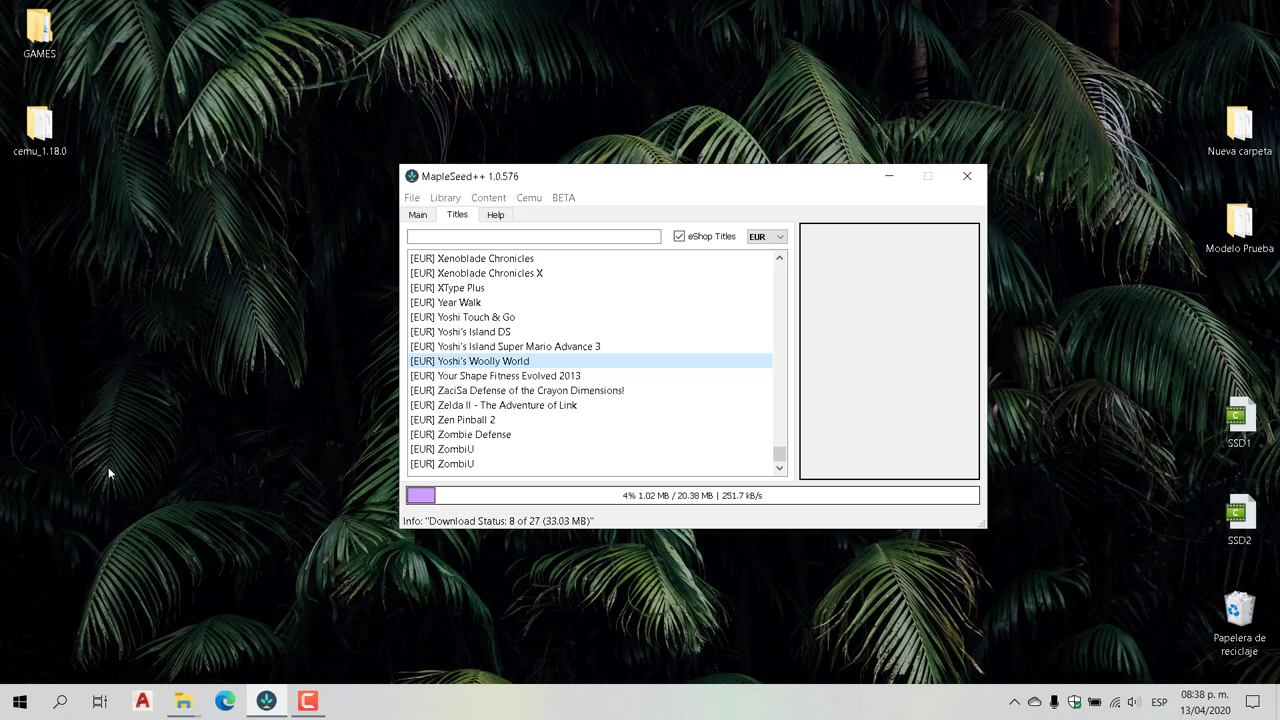 GAMES
cemu_1.18.0
MapleSeed++ 1.0.576
File Library Content Cemu BETA
Main Titles Help
eShop Titles EUR
[EUR] Xenoblade Chronicles
[EUR] Xenoblade Chronicles X
[EUR] XType Plus
[EUR] Year Walk
[EUR] Yoshi Touch & Go
[EUR] Yoshi's Island DS
[EUR] Yoshi's Island Super Mario Advance 3
[EUR] Yoshi's Woolly World
[EUR] Your Shape Fitness Evolved 2013
[EUR] ZaciSa Defense of the Crayon Dimensions!
[EUR] Zelda II - The Adventure of Link
[EUR] Zen Pinball 2
[EUR] Zombie Defense
[EUR] ZombiU
[EUR] ZombiU
4% 1.02 MB / 20.38 MB | 251.7 kB/s
Info: "Download Status: 8 of 27 (33.03 MB)"
Nueva carpeta
Modelo Prueba
SSD1
SSD2
Papelera de
reciclaje
ESP
08:38 p. m.
13/04/2020